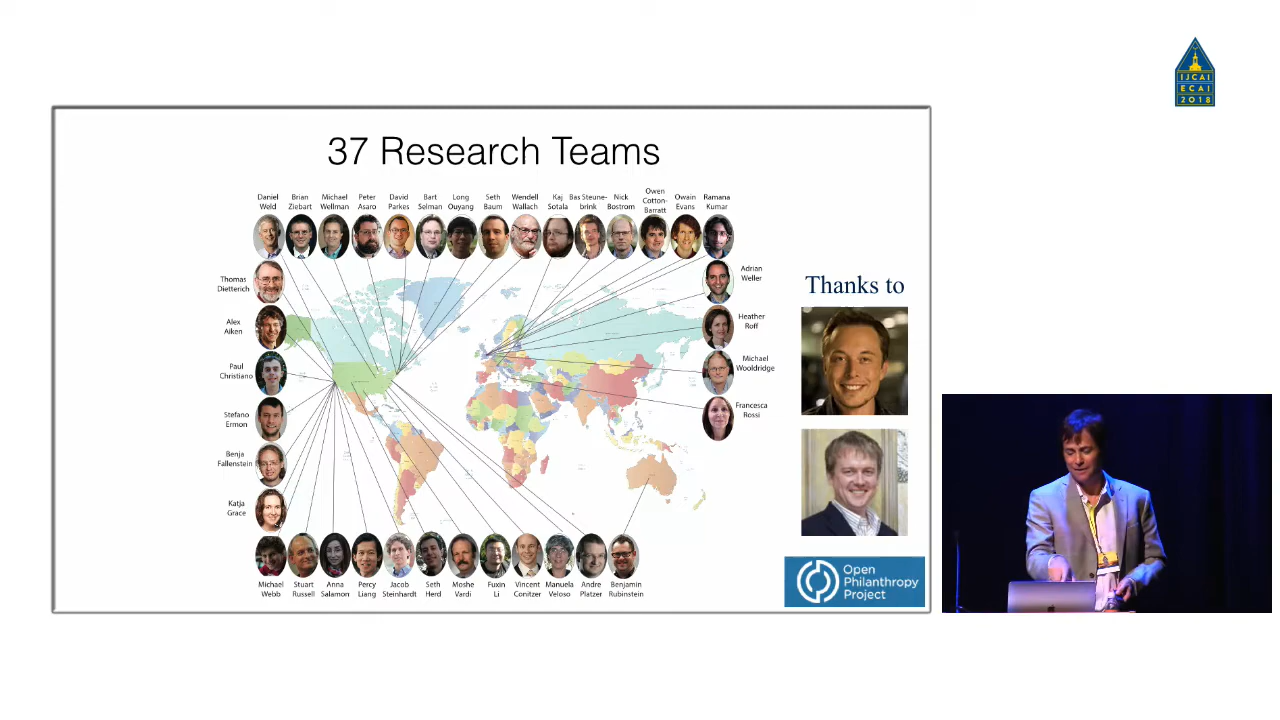 IJCAI
ECAI
2018
37 Research Teams
Daniel
Weld
Brian
Ziebart
Michael
Wellman
Peter
Asaro
David
Parkes
Bart
Selman
Long
Ouyang
Seth
Baum
Wendell
Wallach
Kaj
Sotala
Bas Steune-
brink
Nick
Bostrom
Owen
Cotton-
Barratt
Owain
Evans
Ramana
Kumar
Thomas
Dietterich
Alex
Aiken
Paul
Christiano
Stefano
Ermon
Benja
Fallenstein
Katja
Grace
Adrian
Weller
Heather
Roff
Michael
Wooldridge
Francesca
Rossi
Michael
Webb
Stuart
Russell
Anna
Salamon
Percy
Liang
Jacob
Steinhardt
Seth
Herd
Moshe
Vardi
Fuxin
Li
Vincent
Conitzer
Manuela
Veloso
Andre
Platzer
Benjamin
Rubinstein
Thanks to
Open
Philanthropy
Project